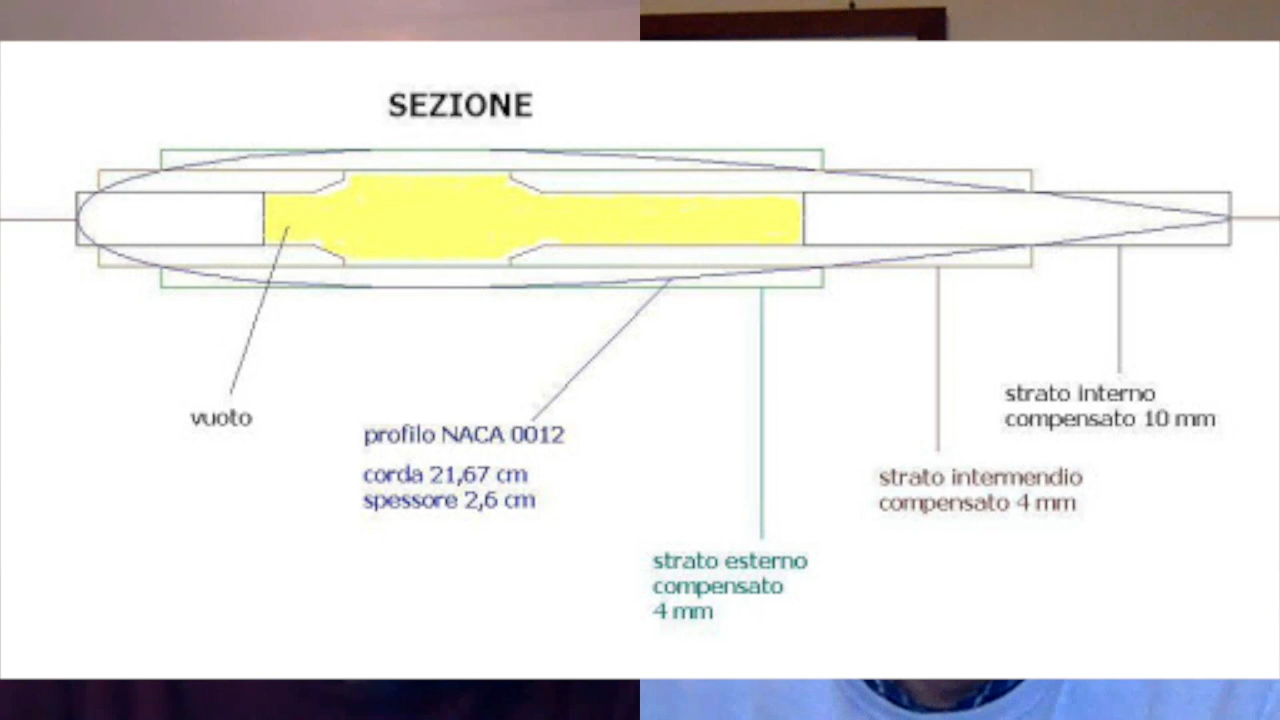 SEZIONE
vuoto
profilo NACA 0012
corda 21,67 cm
spessore 2,6 cm
strato esterno
compensato
4 mm
strato intermendio
compensato 4 mm
strato interno
compensato 10 mm